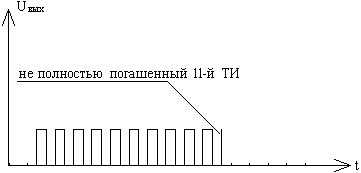 Uвых
не полностью погашенный 11-й ТИ
t